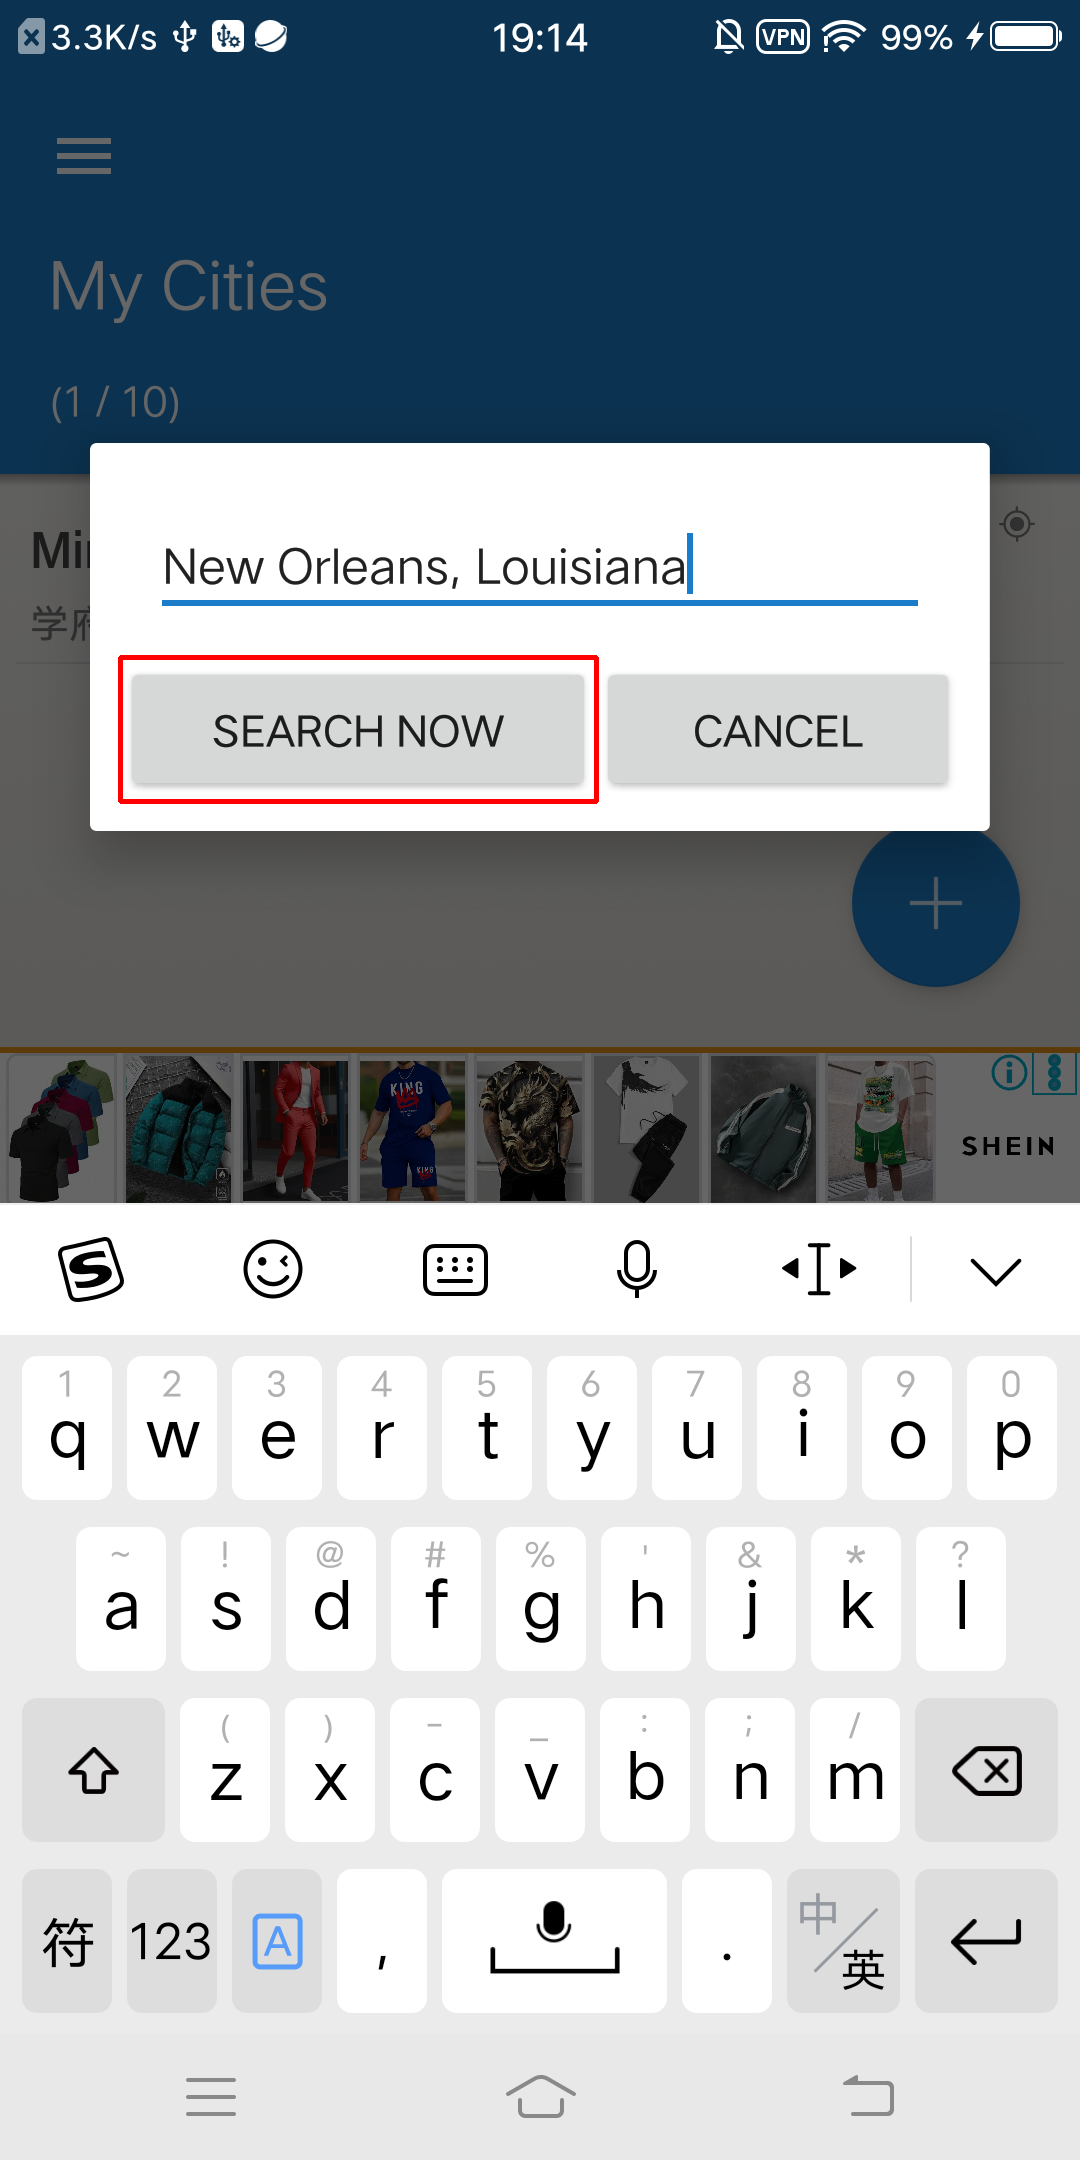 3.3K/s 19:14 VPN 99%
My Cities
(1 / 10)
New Orleans, Louisiana
学府
SEARCH NOW CANCEL
KING
KING
SHEIN
1 2 3 4 5 6 7 8 9 0
q w e r t y u i o p
~ ! @ # % ' & * ?
a s d f g h j k l
( ) - _ : ; /
z x c v b n m
符 123 A , . 中/英